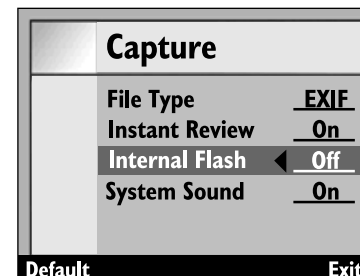 Capture
File Type EXIF
Instant Review On
Internal Flash Off
System Sound On
Default Exit